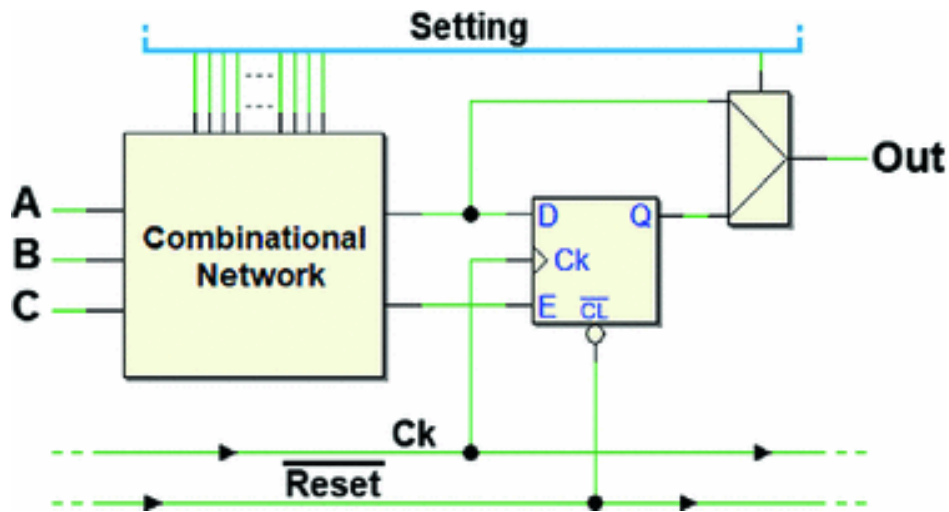 Setting
A
B
C
Combinational
Network
D
Q
Ck
E
CL
Out
Ck
Reset